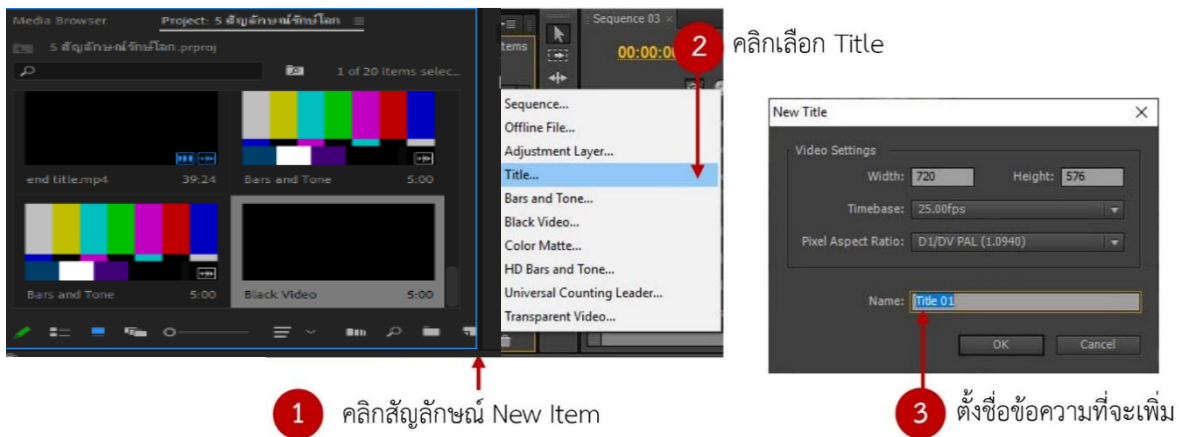 Media Browser
Project: 5 สัญลักษณ์รักษ์โลก
5 สัญลักษณ์รักษ์โลก.prproj
1 of 20 items selec...
end title.mp4 39:24
Bars and Tone 5:00
Bars and Tone 5:00
Black Video 5:00
1 คลิกสัญลักษณ์ New Item
tems
Sequence 03 ×
00:00:0
2 คลิกเลือก Title
Sequence...
Offline File...
Adjustment Layer...
Title...
Bars and Tone...
Black Video...
Color Matte...
HD Bars and Tone...
Universal Counting Leader...
Transparent Video...
New Title
Video Settings
Width: 720 Height: 576
Timebase: 25.00fps
Pixel Aspect Ratio: D1/DV PAL (1.0940)
Name: Title 01
OK Cancel
3 ตั้งชื่อข้อความที่จะเพิ่ม